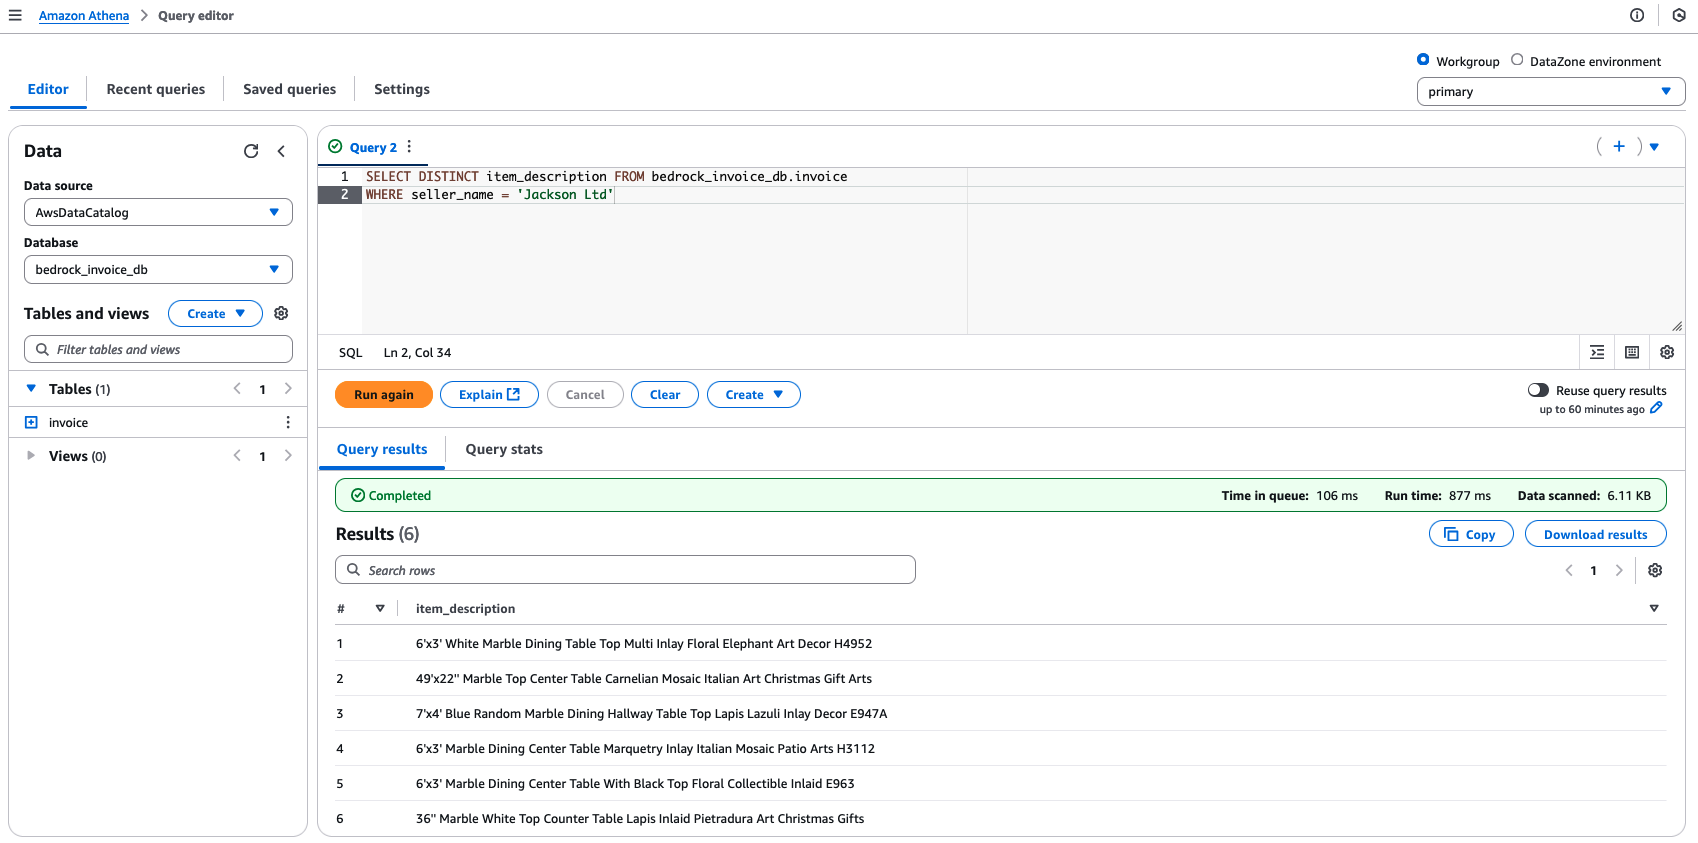 Amazon Athena > Query editor
Workgroup DataZone environment
primary
Editor Recent queries Saved queries Settings
Data
Data source
AwsDataCatalog
Database
bedrock_invoice_db
Tables and views Create
Filter tables and views
Tables (1) < 1 >
invoice
Views (0) < 1 >
Query 2
( + )
1 SELECT DISTINCT item_description FROM bedrock_invoice_db.invoice
2 WHERE seller_name = 'Jackson Ltd'
SQL Ln 2, Col 34
Run again Explain Cancel Clear Create
Reuse query results
up to 60 minutes ago
Query results Query stats
Completed Time in queue: 106 ms Run time: 877 ms Data scanned: 6.11 KB
Results (6) Copy Download results
Search rows < 1 >
# item_description
1 6'x3' White Marble Dining Table Top Multi Inlay Floral Elephant Art Decor H4952
2 49'x22" Marble Top Center Table Carnelian Mosaic Italian Art Christmas Gift Arts
3 7'x4' Blue Random Marble Dining Hallway Table Top Lapis Lazuli Inlay Decor E947A
4 6'x3' Marble Dining Center Table Marquetry Inlay Italian Mosaic Patio Arts H3112
5 6'x3' Marble Dining Center Table With Black Top Floral Collectible Inlaid E963
6 36" Marble White Top Counter Table Lapis Inlaid Pietradura Art Christmas Gifts